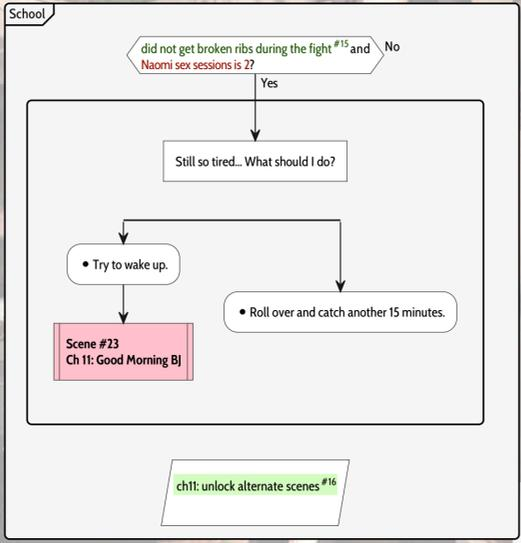 School
did not get broken ribs during the fight #15 and
Naomi sex sessions is 2?
No
Yes
Still so tired... What should I do?
• Try to wake up.
• Roll over and catch another 15 minutes.
Scene #23
Ch 11: Good Morning BJ
ch11: unlock alternate scenes #16